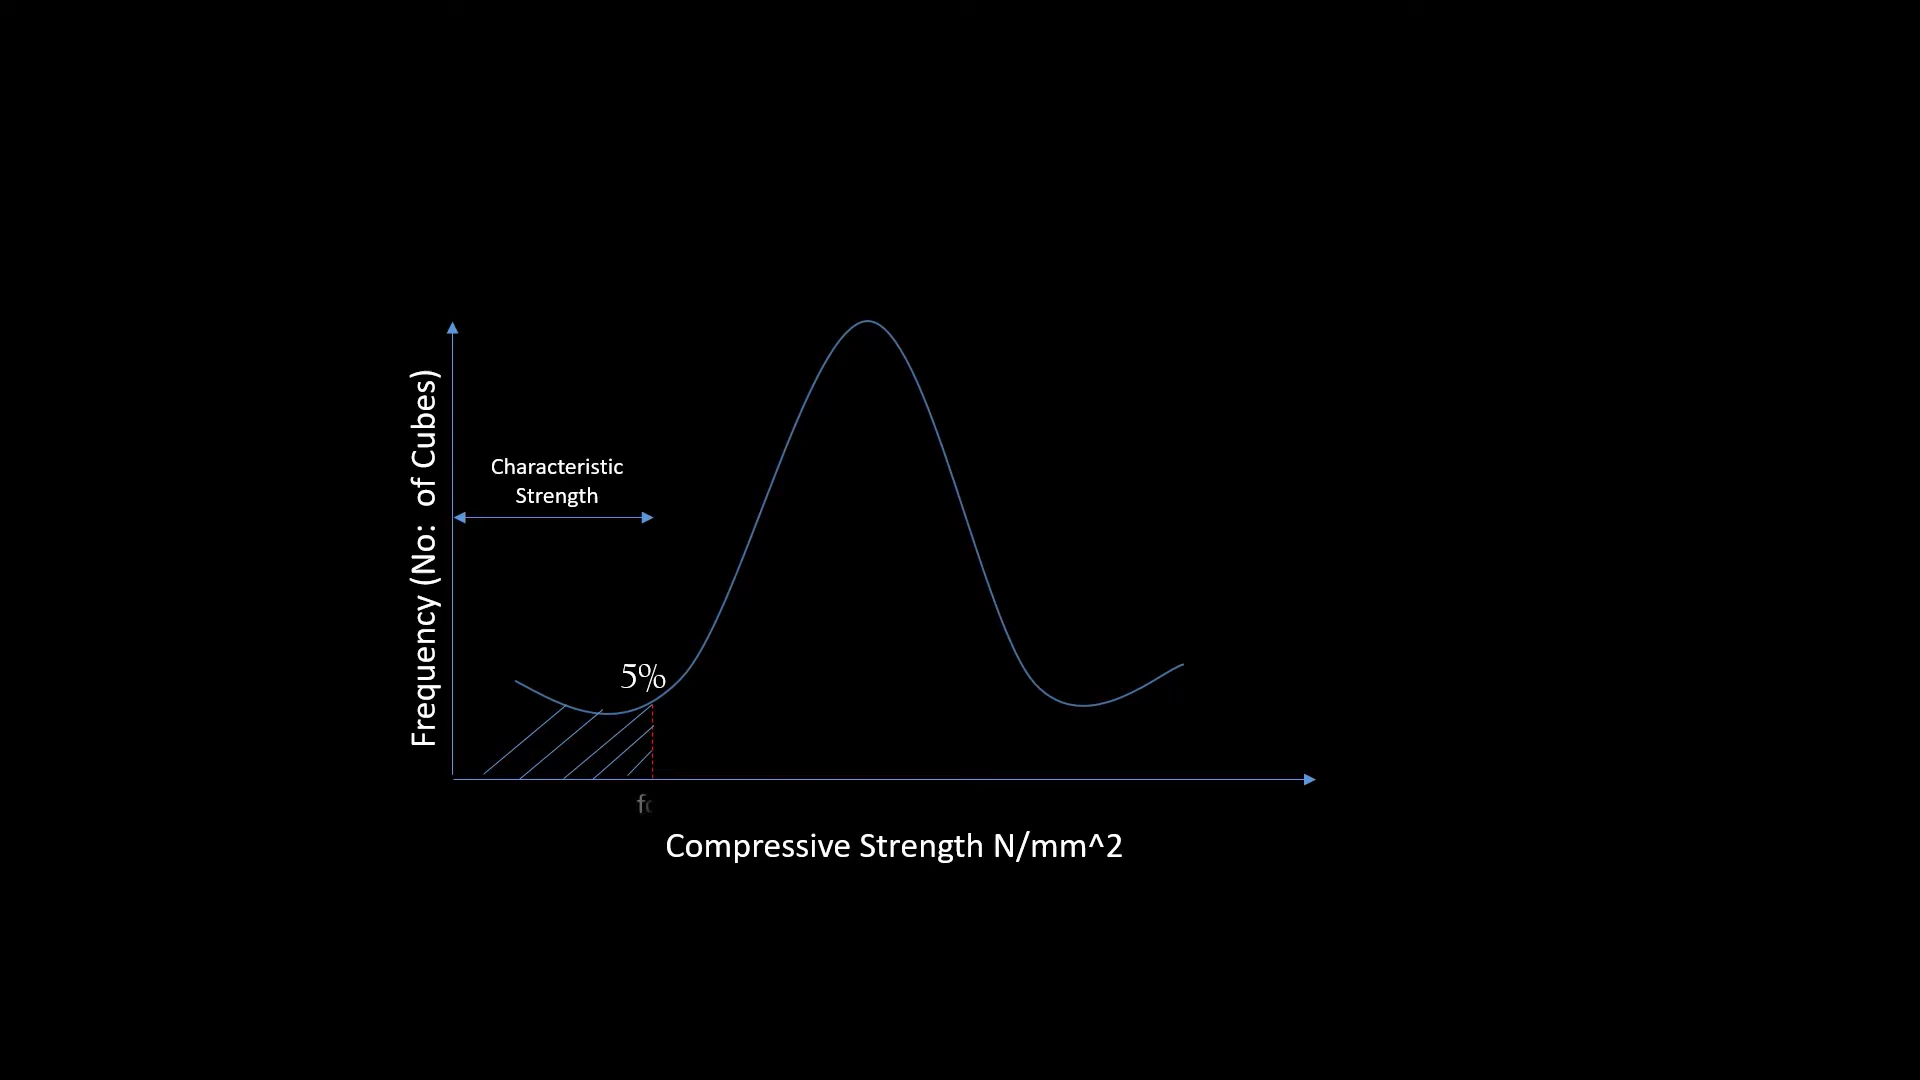 Frequency (No: of Cubes)
Characteristic
Strength
5%
Compressive Strength N/mm^2